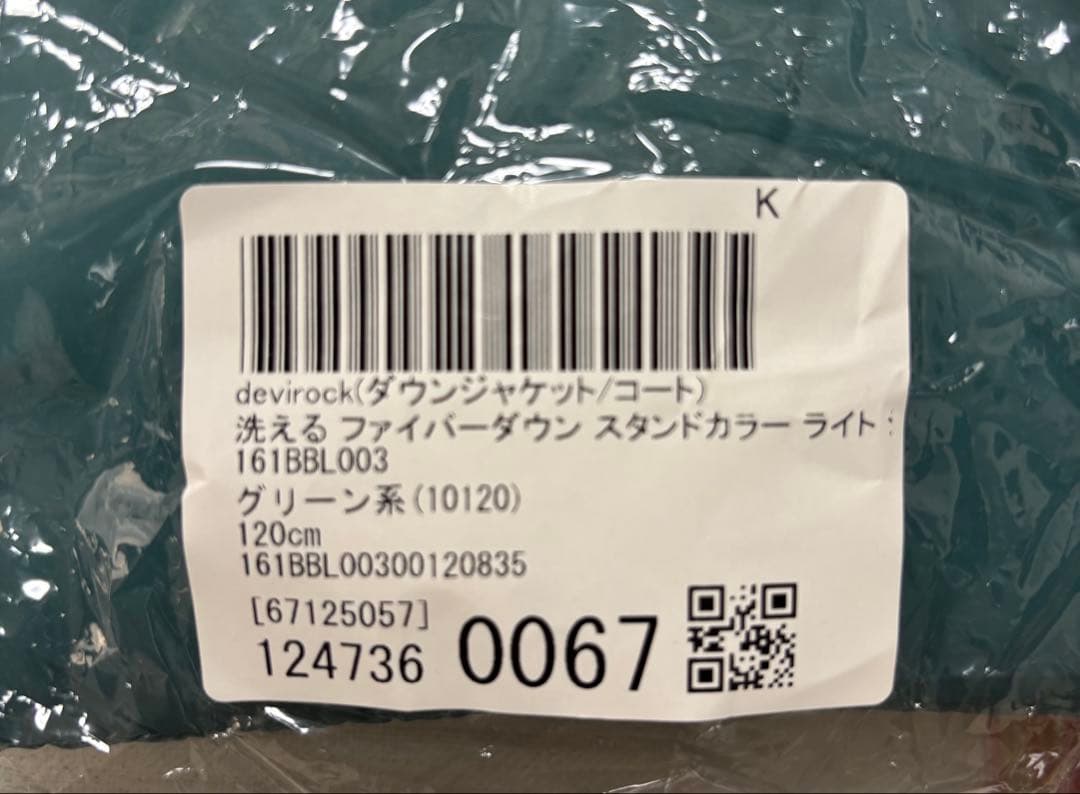 K
devirock(ダウンジャケット/コート)
洗える ファイバーダウン スタンドカラー ライト
161BBL003
グリーン系(10120)
120cm
161BBL00300120835
[67125057]
124736 0067